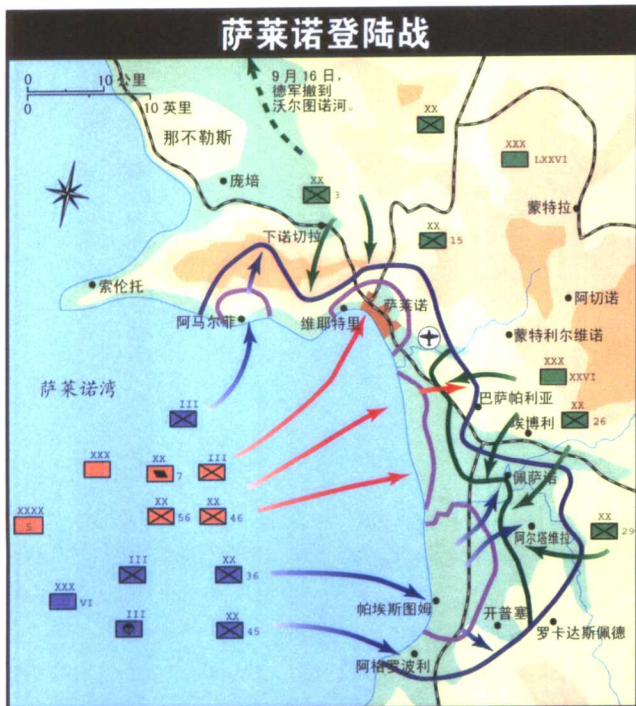 萨莱诺登陆战
0 10 公里
0 10 英里
9月16日，
德军撤到
沃尔图诺河。
那不勒斯
XX
XXX
LXXVI
庞培
XX
3
蒙特拉
下诺切拉
XX
15
索伦托
阿切诺
萨莱诺
阿马尔菲
维耶特里
蒙特利尔维诺
XXX
XXVI
萨莱诺湾
巴萨帕利亚
III
XX
26
埃博利
XXX
XX
7
III
佩萨诺
XXXX
5
XX
56
XX
46
阿尔塔维拉
XX
29
III
XX
36
XXX
VI
帕埃斯图姆
开普塞
罗卡达斯佩德
III
XX
45
阿格罗波利